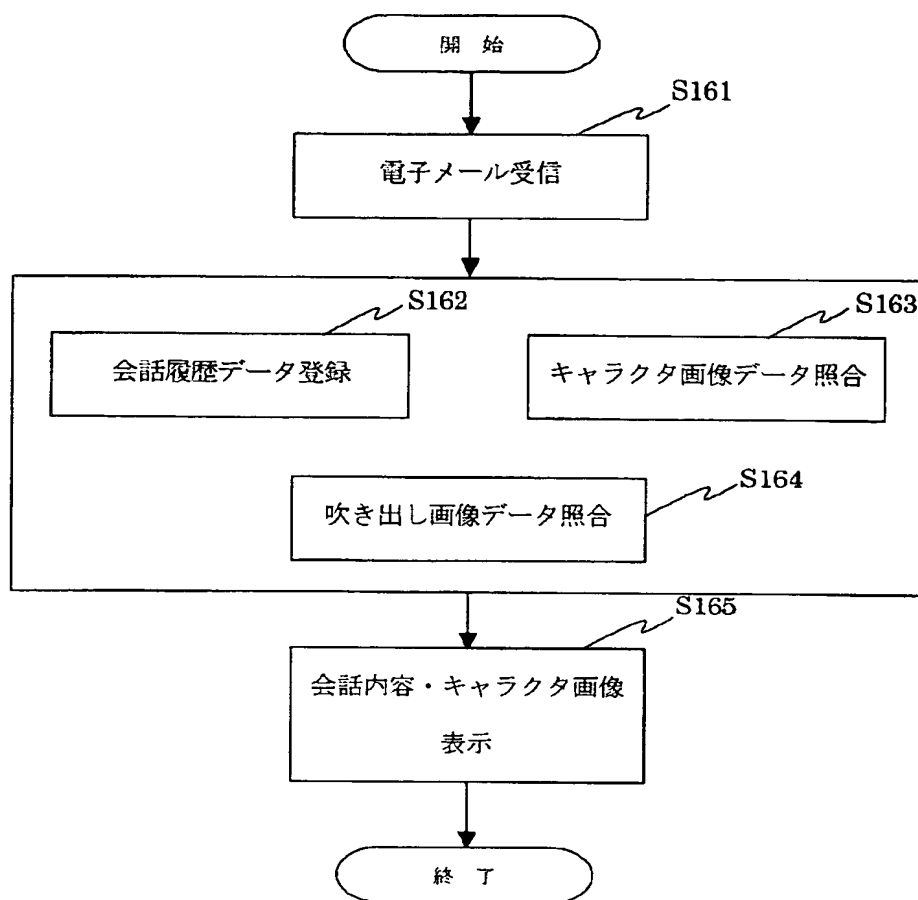 開 始
S161
電子メール受信
S162
会話履歴データ登録
S163
キャラクタ画像データ照合
S164
吹き出し画像データ照合
S165
会話内容・キャラクタ画像
表示
終 了